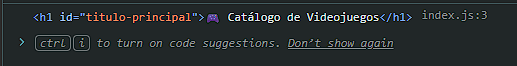 <h1 id="titulo-principal">🎮 Catálogo de Videojuegos</h1> index.js:3
> ctrl i to turn on code suggestions. Don't show again